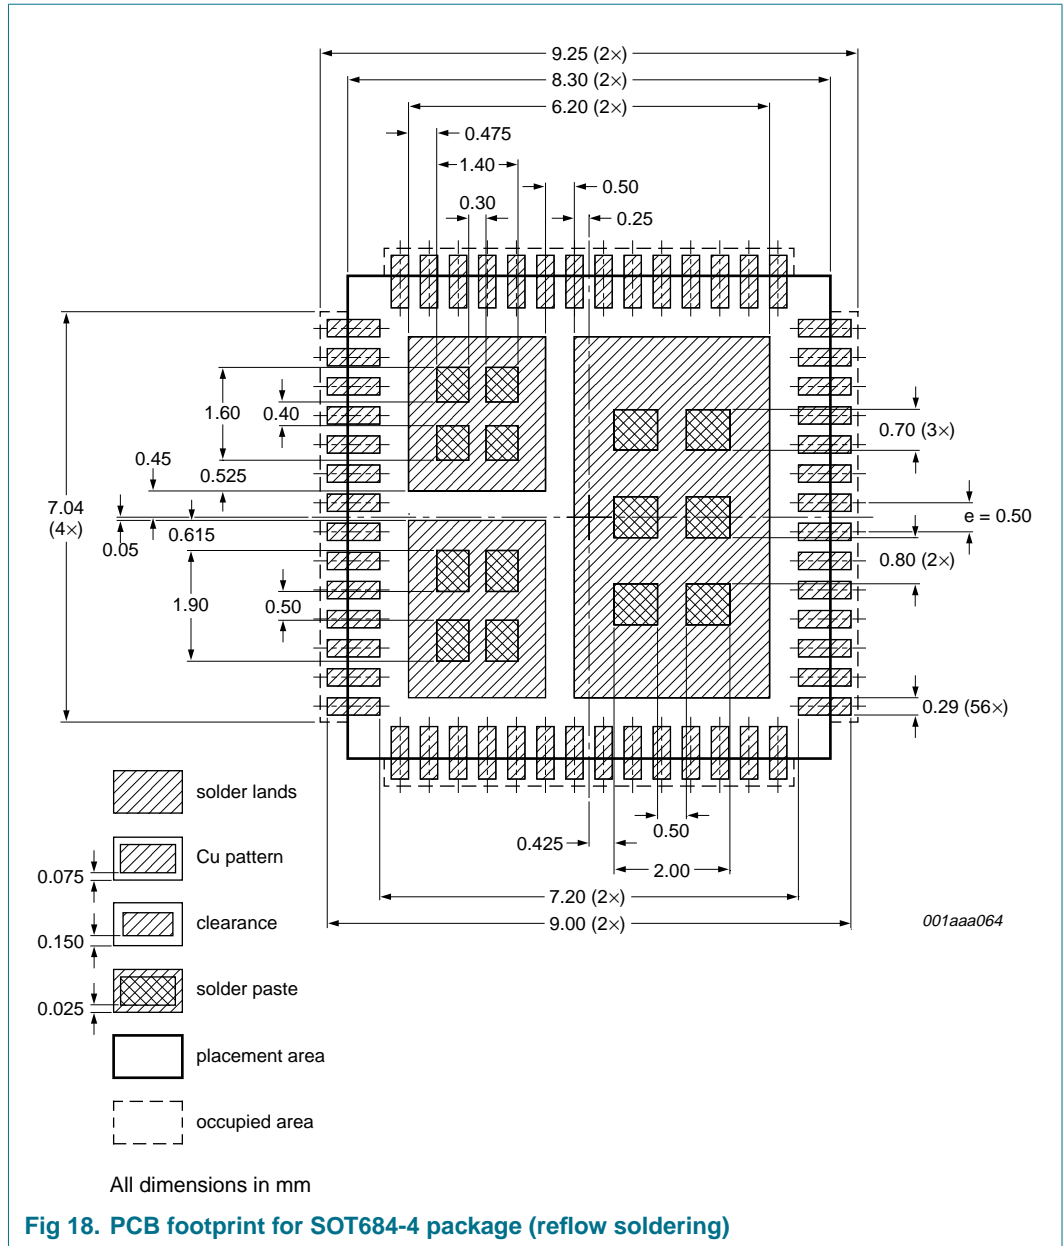 9.25 (2×)
8.30 (2×)
6.20 (2×)
0.475
1.40
0.50
0.30
0.25
1.60
0.40
0.70 (3×)
0.45
0.525
7.04
(4×)
e = 0.50
0.615
0.05
0.80 (2×)
1.90
0.50
0.29 (56×)
solder lands
0.50
0.425
Cu pattern
2.00
0.075
7.20 (2×)
clearance
9.00 (2×)
001aaa064
0.150
solder paste
0.025
placement area
occupied area
All dimensions in mm
Fig 18. PCB footprint for SOT684-4 package (reflow soldering)